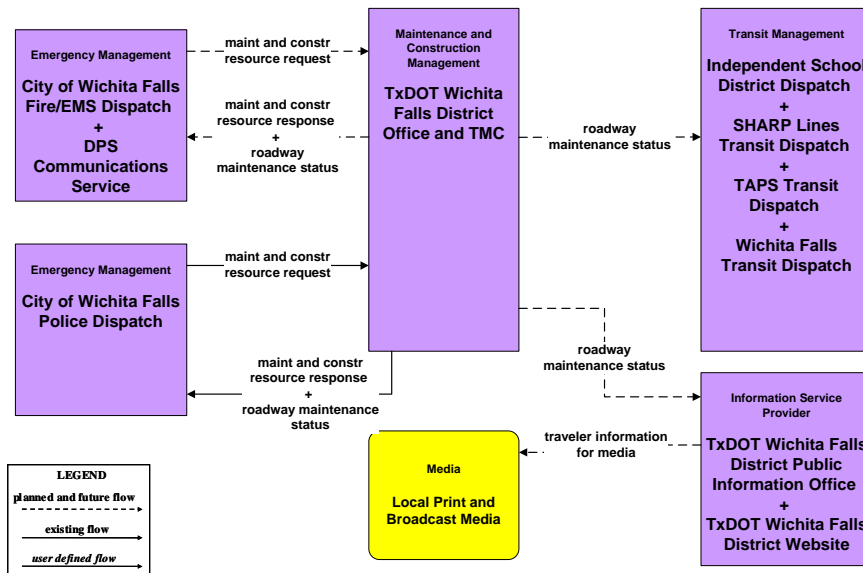 Emergency Management
City of Wichita Falls
Fire/EMS Dispatch
+
DPS
Communications
Service
maint and constr
resource request
maint and constr
resource response
+
roadway
maintenance status
Maintenance and
Construction
Management
TxDOT Wichita
Falls District
Office and TMC
roadway
maintenance status
Transit Management
Independent School
District Dispatch
+
SHARP Lines
Transit Dispatch
+
TAPS Transit
Dispatch
+
Wichita Falls
Transit Dispatch
Emergency Management
City of Wichita Falls
Police Dispatch
maint and constr
resource request
maint and constr
resource response
+
roadway maintenance
status
roadway
maintenance status
Information Service
Provider
TxDOT Wichita Falls
District Public
Information Office
+
TxDOT Wichita Falls
District Website
traveler information
for media
Media
Local Print and
Broadcast Media
LEGEND
planned and future flow
existing flow
user defined flow